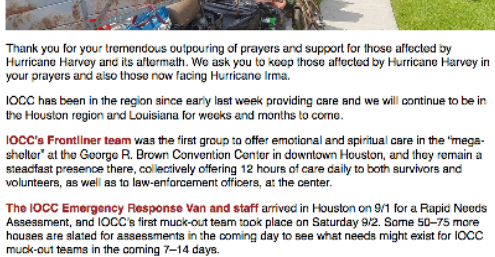 Thank you for your tremendous outpouring of prayers and support for those affected by
Hurricane Harvey and its aftermath. We ask you to keep those affected by Hurricane Harvey in
your prayers and also those now facing Hurricane Irma.
IOCC has been in the region since early last week providing care and we will continue to be in
the Houston region and Louisiana for weeks and months to come.
IOCC's Frontliner team was the first group to offer emotional and spiritual care in the "mega-
shelter" at the George R. Brown Convention Center in downtown Houston, and they remain a
steadfast presence there, collectively offering 12 hours of care daily to both survivors and
volunteers, as well as to law-enforcement officers, at the center.
The IOCC Emergency Response Van and staff arrived in Houston on 9/1 for a Rapid Needs
Assessment, and IOCC's first muck-out team took place on Saturday 9/2. Some 50–75 more
houses are slated for assessments in the coming day to see what needs might exist for IOCC
muck-out teams in the coming 7–14 days.